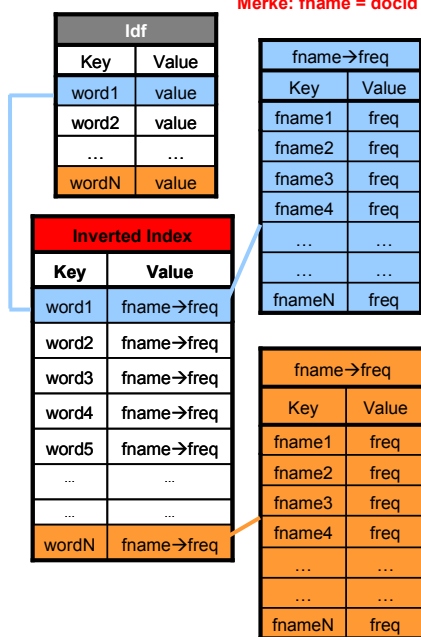 Merke: fname = docid
Idf
Key Value
word1 value
word2 value
... ...
wordN value
Inverted Index
Key Value
word1 fname→freq
word2 fname→freq
word3 fname→freq
word4 fname→freq
word5 fname→freq
... ...
... ...
wordN fname→freq
fname→freq
Key Value
fname1 freq
fname2 freq
fname3 freq
fname4 freq
... ...
... ...
fnameN freq
fname→freq
Key Value
fname1 freq
fname2 freq
fname3 freq
fname4 freq
... ...
... ...
fnameN freq